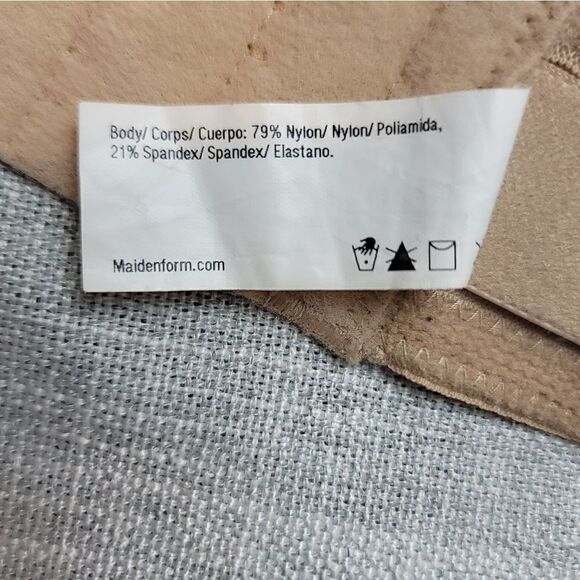 Body/ Corps/ Cuerpo: 79% Nylon/ Nylon/ Poliamida,
21% Spandex/ Spandex/ Elastano.
Maidenform.com